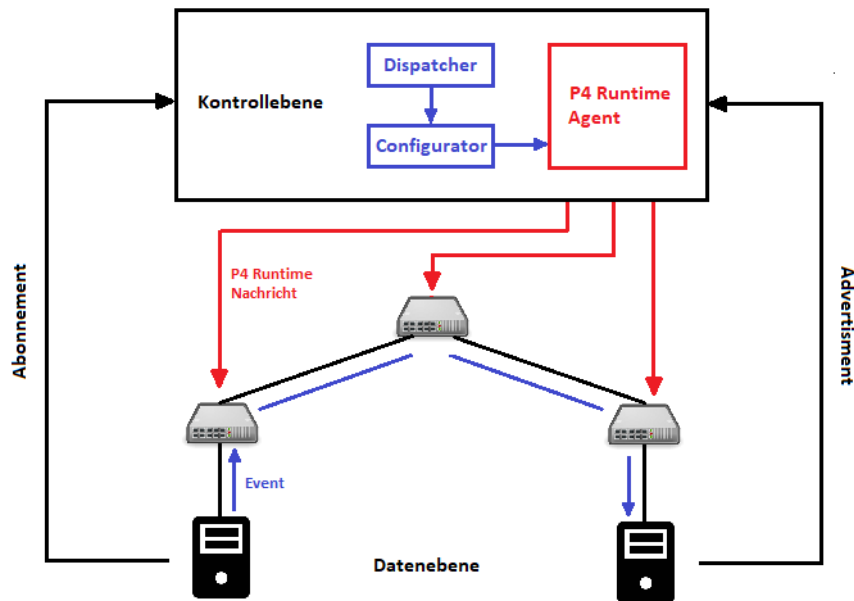 Dispatcher
Kontrollebene
Configurator
P4 Runtime
Agent
P4 Runtime
Nachricht
Abonnement
Advertisment
Event
Datenebene